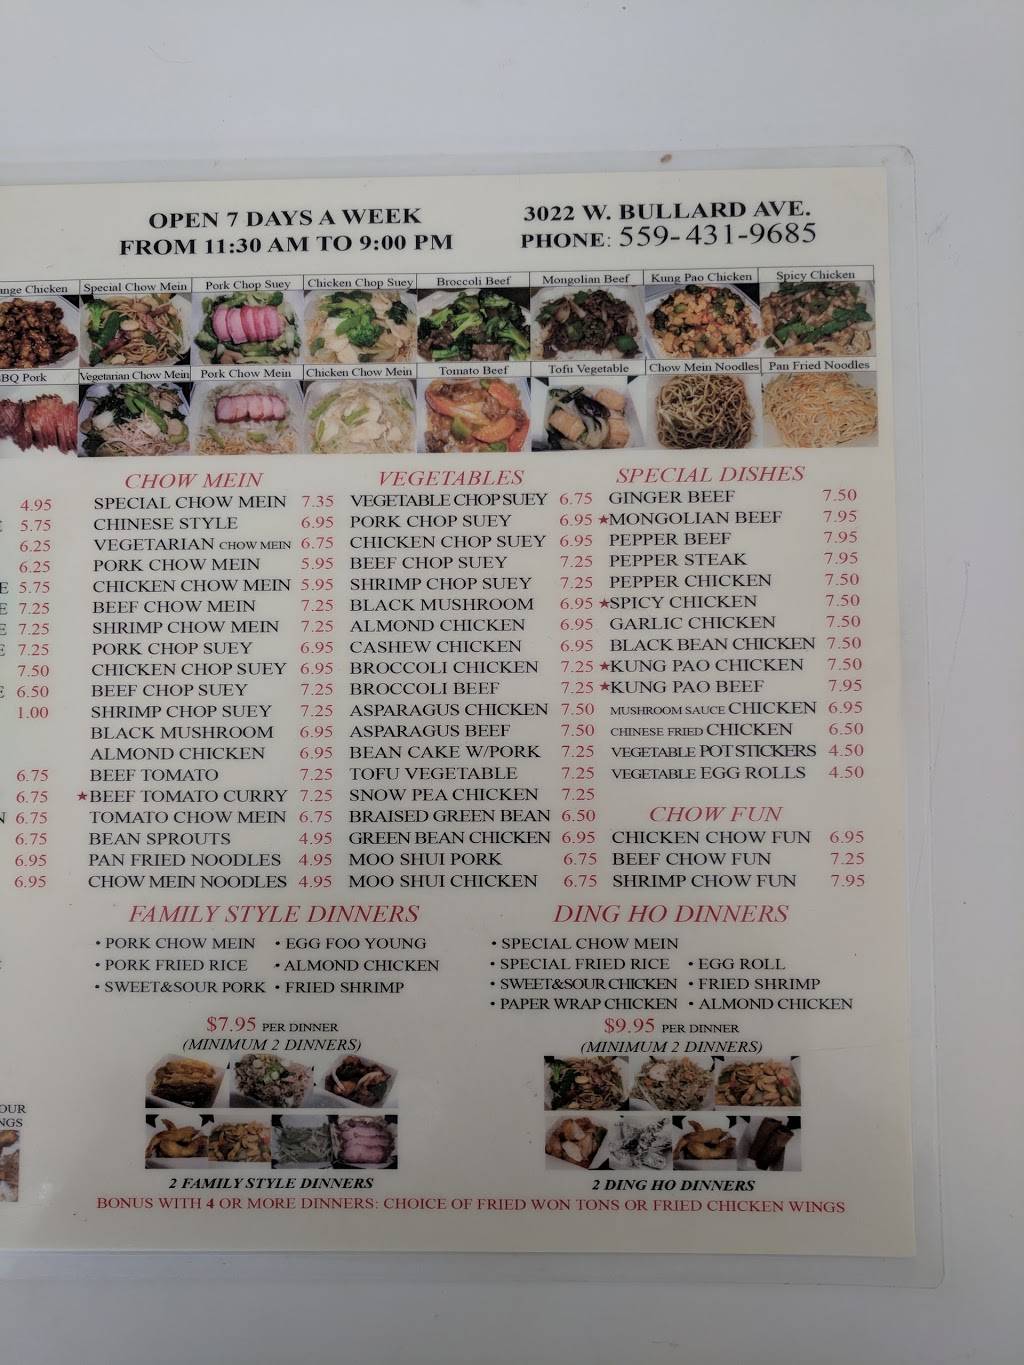 OPEN 7 DAYS A WEEK
FROM 11:30 AM TO 9:00 PM
3022 W. BULLARD AVE.
PHONE: 559-431-9685
Chicken Special Chow Mein Pork Chop Suey Chicken Chop Suey Broccoli Beef Mongolian Beef Kung Pao Chicken Spicy Chicken
Pork Vegetarian Chow Mein Pork Chow Mein Chicken Chow Mein Tomato Beef Tofu Vegetable Chow Mein Noodles Pan Fried Noodles
4.95
5.75
6.25
6.25
E 5.75
E 7.25
E 7.25
E 7.25
7.50
E 6.50
1.00
6.75
6.75
N 6.75
6.75
6.95
6.95
CHOW MEIN
SPECIAL CHOW MEIN 7.35
CHINESE STYLE 6.95
VEGETARIAN CHOW MEIN 6.75
PORK CHOW MEIN 5.95
CHICKEN CHOW MEIN 5.95
BEEF CHOW MEIN 7.25
SHRIMP CHOW MEIN 7.25
PORK CHOP SUEY 6.95
CHICKEN CHOP SUEY 6.95
BEEF CHOP SUEY 7.25
SHRIMP CHOP SUEY 7.25
BLACK MUSHROOM 6.95
ALMOND CHICKEN 6.95
BEEF TOMATO 7.25
★BEEF TOMATO CURRY 7.25
TOMATO CHOW MEIN 6.75
BEAN SPROUTS 4.95
PAN FRIED NOODLES 4.95
CHOW MEIN NOODLES 4.95
VEGETABLES
VEGETABLE CHOP SUEY 6.75
PORK CHOP SUEY 6.95
CHICKEN CHOP SUEY 6.95
BEEF CHOP SUEY 7.25
SHRIMP CHOP SUEY 7.25
BLACK MUSHROOM 6.95
ALMOND CHICKEN 6.95
CASHEW CHICKEN 6.95
BROCCOLI CHICKEN 7.25
BROCCOLI BEEF 7.25
ASPARAGUS CHICKEN 7.50
ASPARAGUS BEEF 7.50
BEAN CAKE W/PORK 7.25
TOFU VEGETABLE 7.25
SNOW PEA CHICKEN 7.25
BRAISED GREEN BEAN 6.50
GREEN BEAN CHICKEN 6.95
MOO SHUI PORK 6.75
MOO SHUI CHICKEN 6.75
SPECIAL DISHES
GINGER BEEF 7.50
★MONGOLIAN BEEF 7.95
PEPPER BEEF 7.95
PEPPER STEAK 7.95
PEPPER CHICKEN 7.50
★SPICY CHICKEN 7.50
GARLIC CHICKEN 7.50
BLACK BEAN CHICKEN 7.50
★KUNG PAO CHICKEN 7.50
★KUNG PAO BEEF 7.95
MUSHROOM SAUCE CHICKEN 6.95
CHINESE FRIED CHICKEN 6.50
VEGETABLE POT STICKERS 4.50
VEGETABLE EGG ROLLS 4.50
CHOW FUN
CHICKEN CHOW FUN 6.95
BEEF CHOW FUN 7.25
SHRIMP CHOW FUN 7.95
FAMILY STYLE DINNERS
• PORK CHOW MEIN • EGG FOO YOUNG
• PORK FRIED RICE • ALMOND CHICKEN
• SWEET&SOUR PORK • FRIED SHRIMP
$7.95 PER DINNER
(MINIMUM 2 DINNERS)
2 FAMILY STYLE DINNERS
DING HO DINNERS
• SPECIAL CHOW MEIN
• SPECIAL FRIED RICE • EGG ROLL
• SWEET&SOUR CHICKEN • FRIED SHRIMP
• PAPER WRAP CHICKEN • ALMOND CHICKEN
$9.95 PER DINNER
(MINIMUM 2 DINNERS)
2 DING HO DINNERS
BONUS WITH 4 OR MORE DINNERS: CHOICE OF FRIED WON TONS OR FRIED CHICKEN WINGS